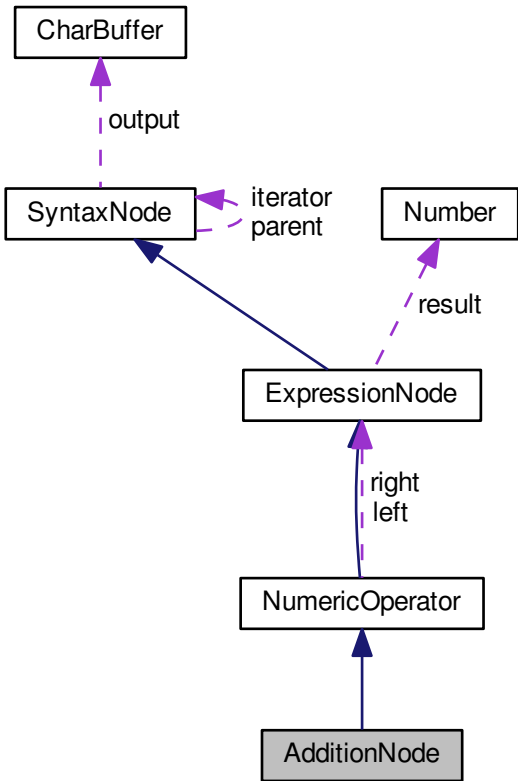 CharBuffer
output
SyntaxNode
iterator
parent
Number
result
ExpressionNode
right
left
NumericOperator
AdditionNode